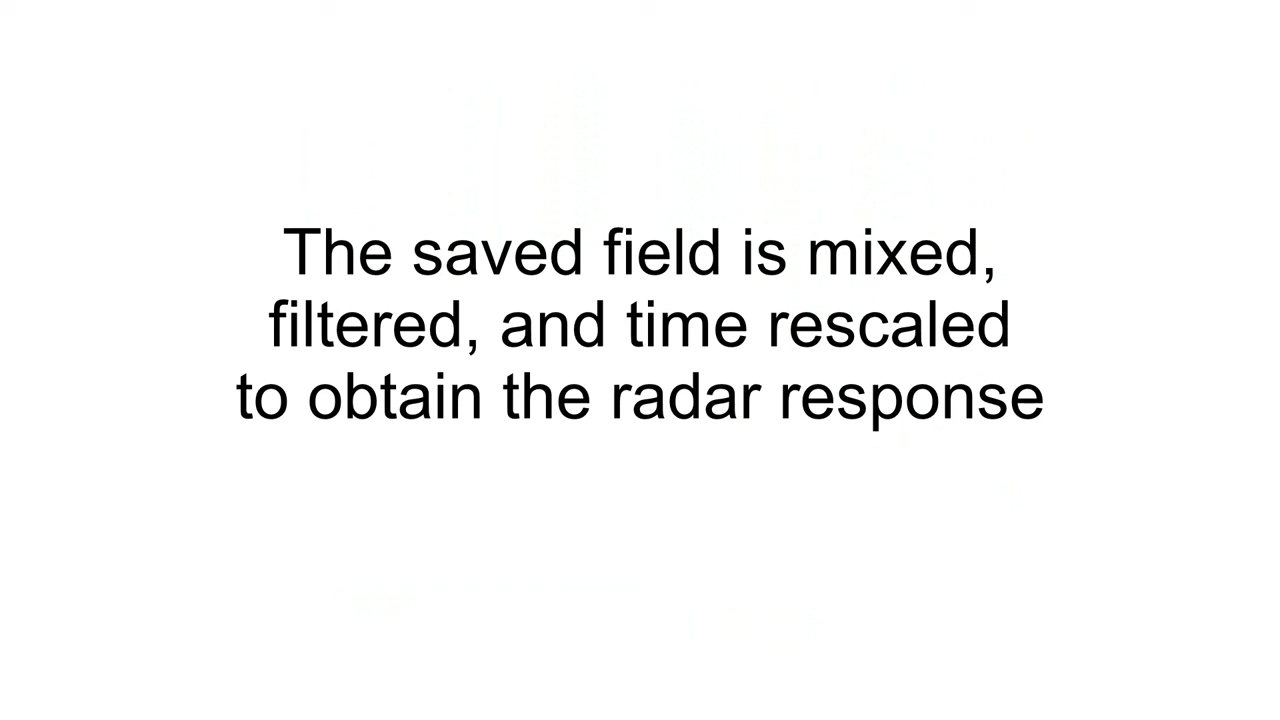 The saved field is mixed,
filtered, and time rescaled
to obtain the radar response